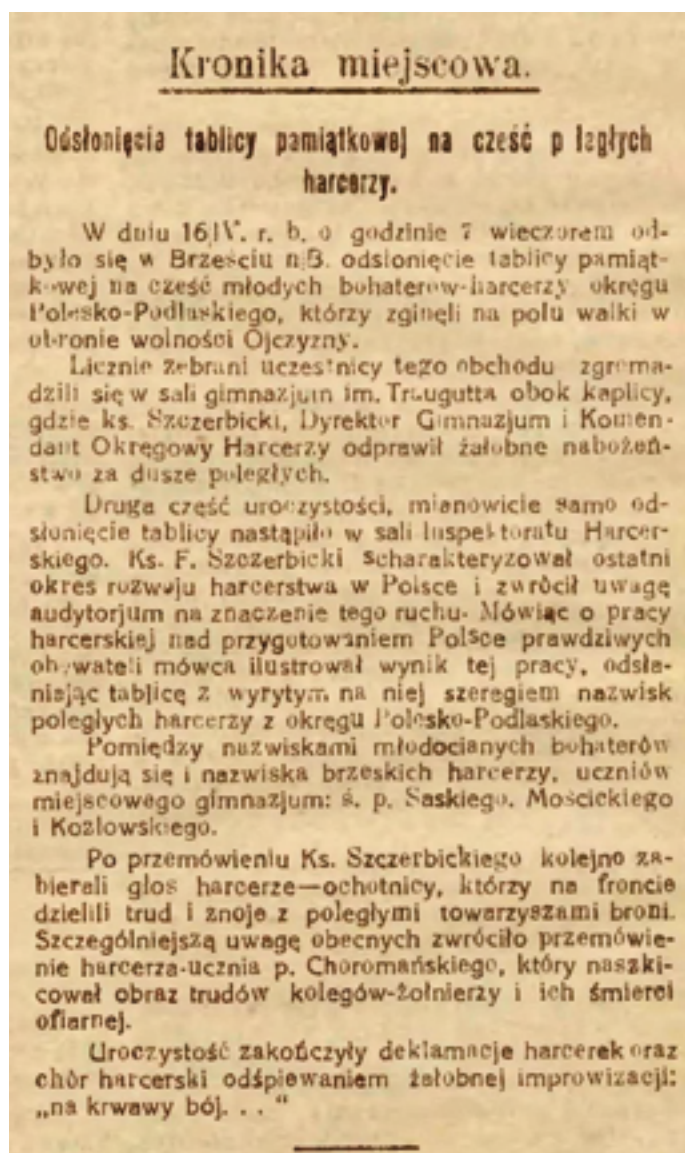 Kronika miejscowa.
Odsłonięcia tablicy pamiątkowej na cześć p ległych
harcerzy.
W dniu 16 IV. r. b. o godzinie 7 wieczorem od-
było się w Brześciu n/B. odsłonięcie tablicy pamiąt-
kowej na cześć młodych bohaterow-harcerzy okręgu
Polesko-Podlaskiego, którzy zginęli na polu walki w
obronie wolności Ojczyzny.
Licznie zebrani uczestnicy tego obchodu zgroma-
dzili się w sali gimnazjum im. Traugutta obok kaplicy,
gdzie ks. Szczerbicki, Dyrektor Gimnazjum i Komen-
dant Okręgowy Harcerzy odprawił żałobne nabożeń-
stwo za dusze poległych.
Druga część uroczystości, mianowicie samo od-
słonięcie tablicy nastąpiło w sali Inspektoratu Harcer-
skiego. Ks. F. Szczerbicki scharakteryzował ostatni
okres rozwoju harcerstwa w Polsce i zwrócił uwagę
audytorjum na znaczenie tego ruchu. Mówiąc o pracy
harcerskiej nad przygotowaniem Polsce prawdziwych
obywateli mówca ilustrował wynik tej pracy, odsła-
niając tablicę z wyrytym na niej szeregiem nazwisk
poległych harcerzy z okręgu Polesko-Podlaskiego.
Pomiędzy nazwiskami młodocianych bohaterów
znajdują się i nazwiska brzeskich harcerzy, uczniów
miejscowego gimnazjum: ś. p. Saskiego, Mościckiego
i Kozłowskiego.
Po przemówieniu Ks. Szczerbickiego kolejno za-
bierali głos harcerze—ochotnicy, którzy na froncie
dzielili trud i znoje z poległymi towarzyszami broni.
Szczególniejszą uwagę obecnych zwróciło przemówie-
nie harcerza-ucznia p. Choromańskiego, który naszki-
cował obraz trudów kolegów-żołnierzy i ich śmierci
ofiarnej.
Uroczystość zakończyły deklamacje harcerek oraz
chór harcerski odśpiewaniem żałobnej improwizacji:
„na krwawy bój. . . "